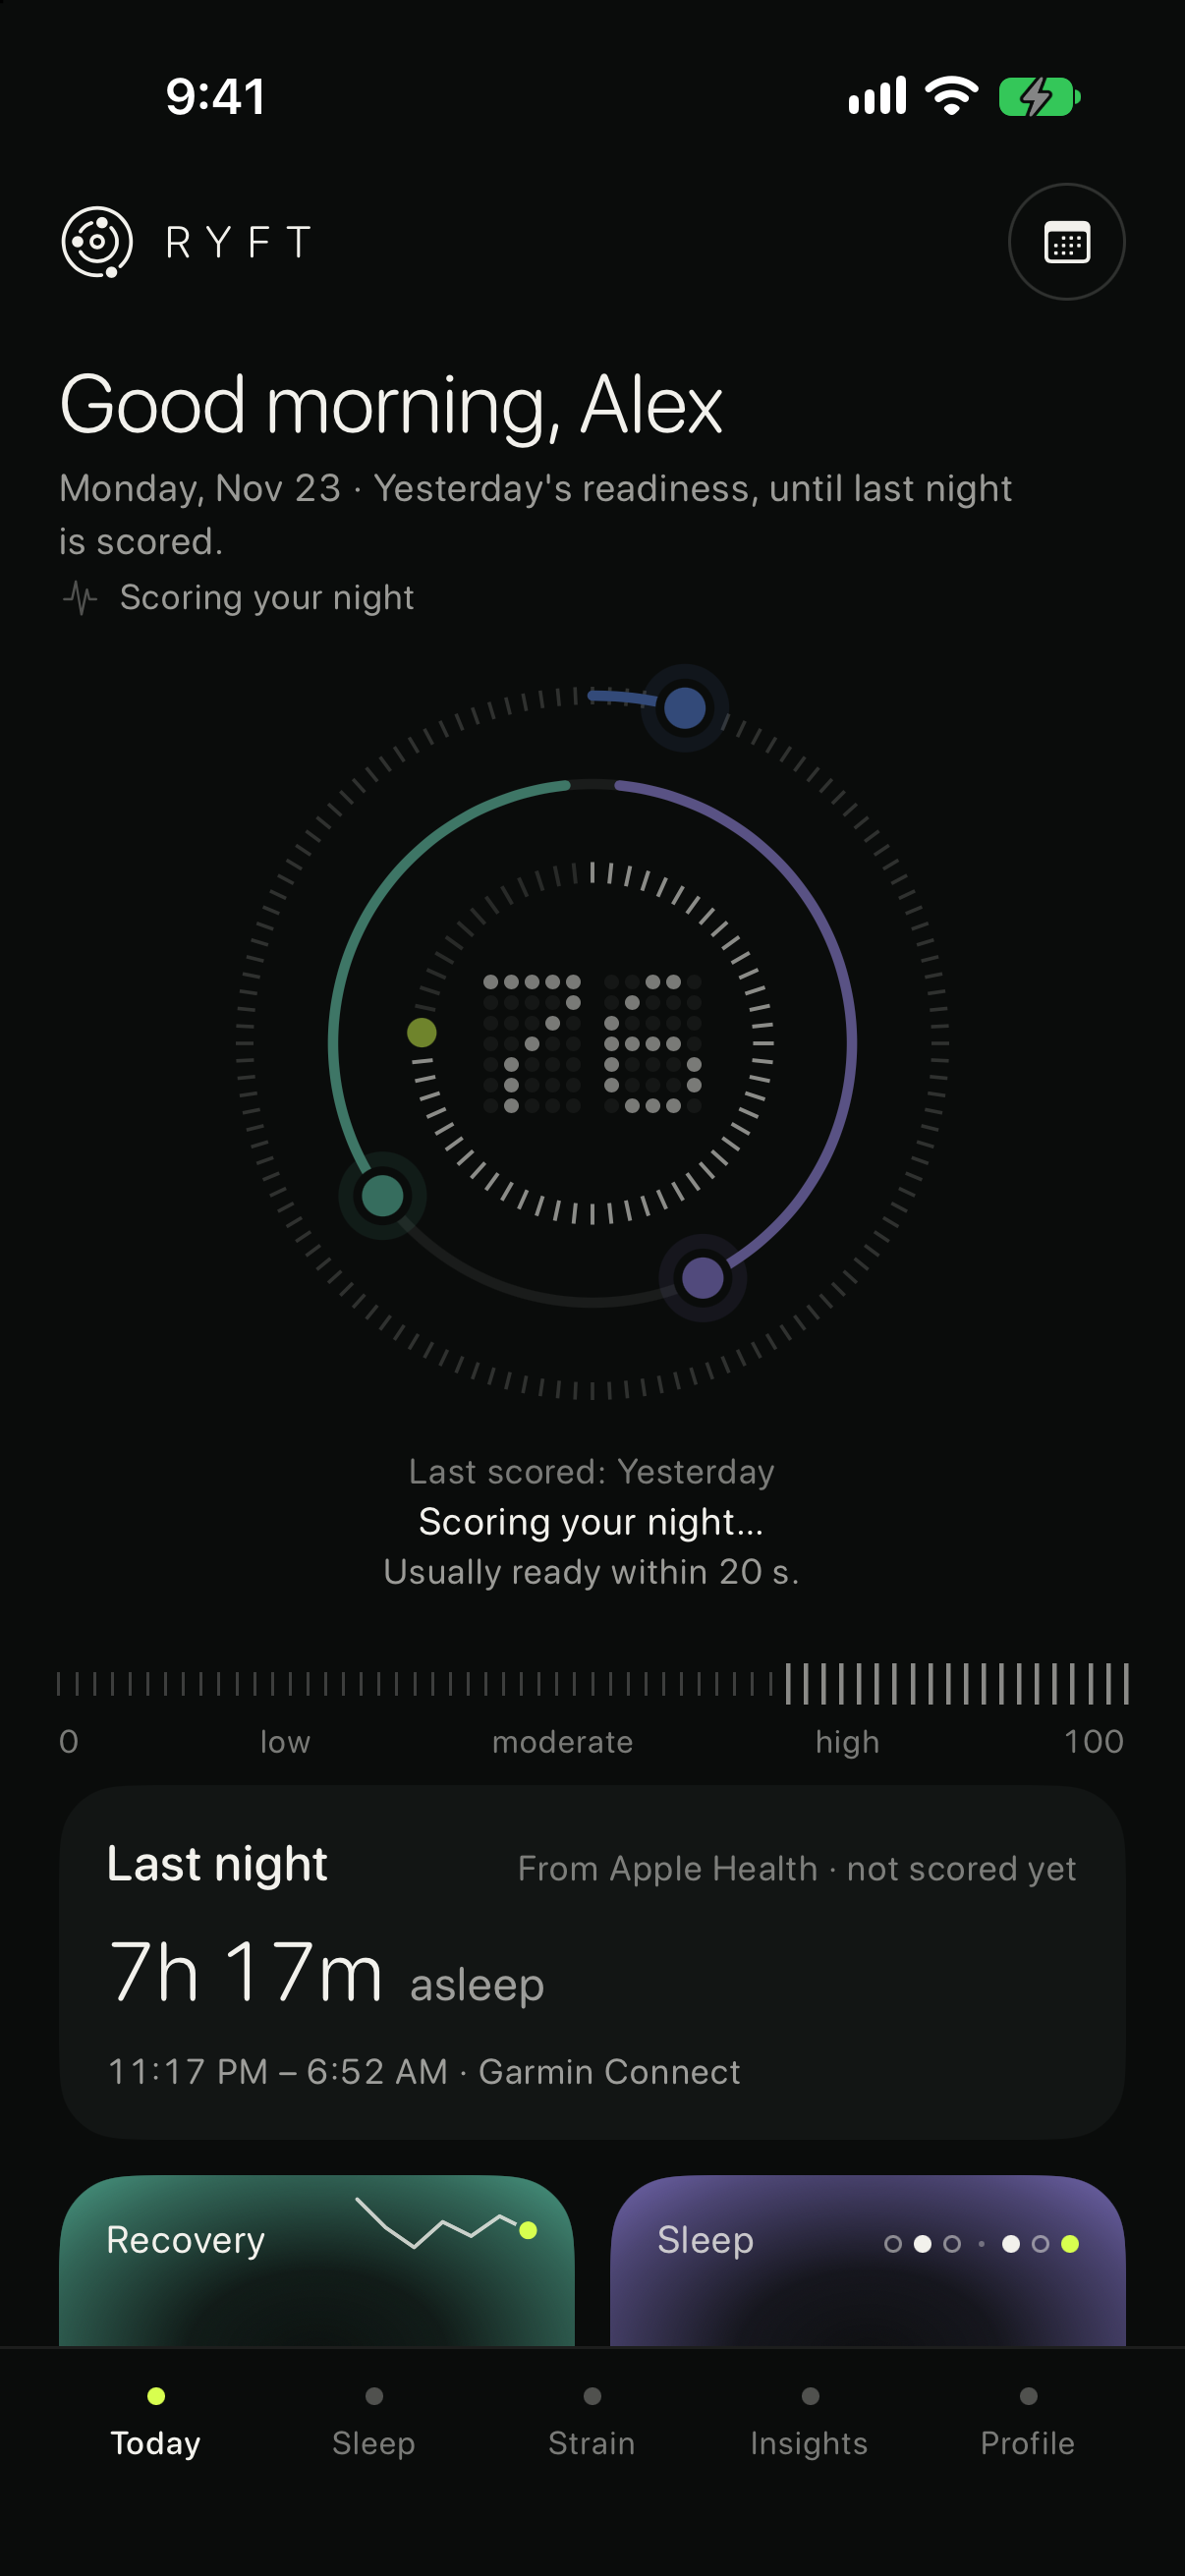 9:41
RYFT
Good morning, Alex
Monday, Nov 23 · Yesterday's readiness, until last night
is scored.
Scoring your night
76
Last scored: Yesterday
Scoring your night...
Usually ready within 20 s.
0 low moderate high 100
Last night From Apple Health · not scored yet
7h 17m asleep
11:17 PM – 6:52 AM · Garmin Connect
Recovery Sleep
Today Sleep Strain Insights Profile